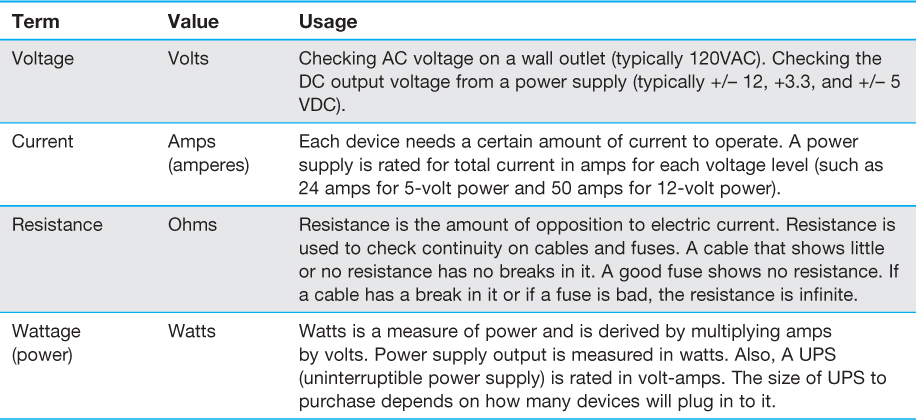 Term Value Usage
Voltage Volts Checking AC voltage on a wall outlet (typically 120VAC). Checking the
DC output voltage from a power supply (typically +/– 12, +3.3, and +/– 5
VDC).
Current Amps Each device needs a certain amount of current to operate. A power
(amperes) supply is rated for total current in amps for each voltage level (such as
24 amps for 5-volt power and 50 amps for 12-volt power).
Resistance Ohms Resistance is the amount of opposition to electric current. Resistance is
used to check continuity on cables and fuses. A cable that shows little
or no resistance has no breaks in it. A good fuse shows no resistance. If
a cable has a break in it or if a fuse is bad, the resistance is infinite.
Wattage Watts Watts is a measure of power and is derived by multiplying amps
(power) by volts. Power supply output is measured in watts. Also, A UPS
(uninterruptible power supply) is rated in volt-amps. The size of UPS to
purchase depends on how many devices will plug in to it.